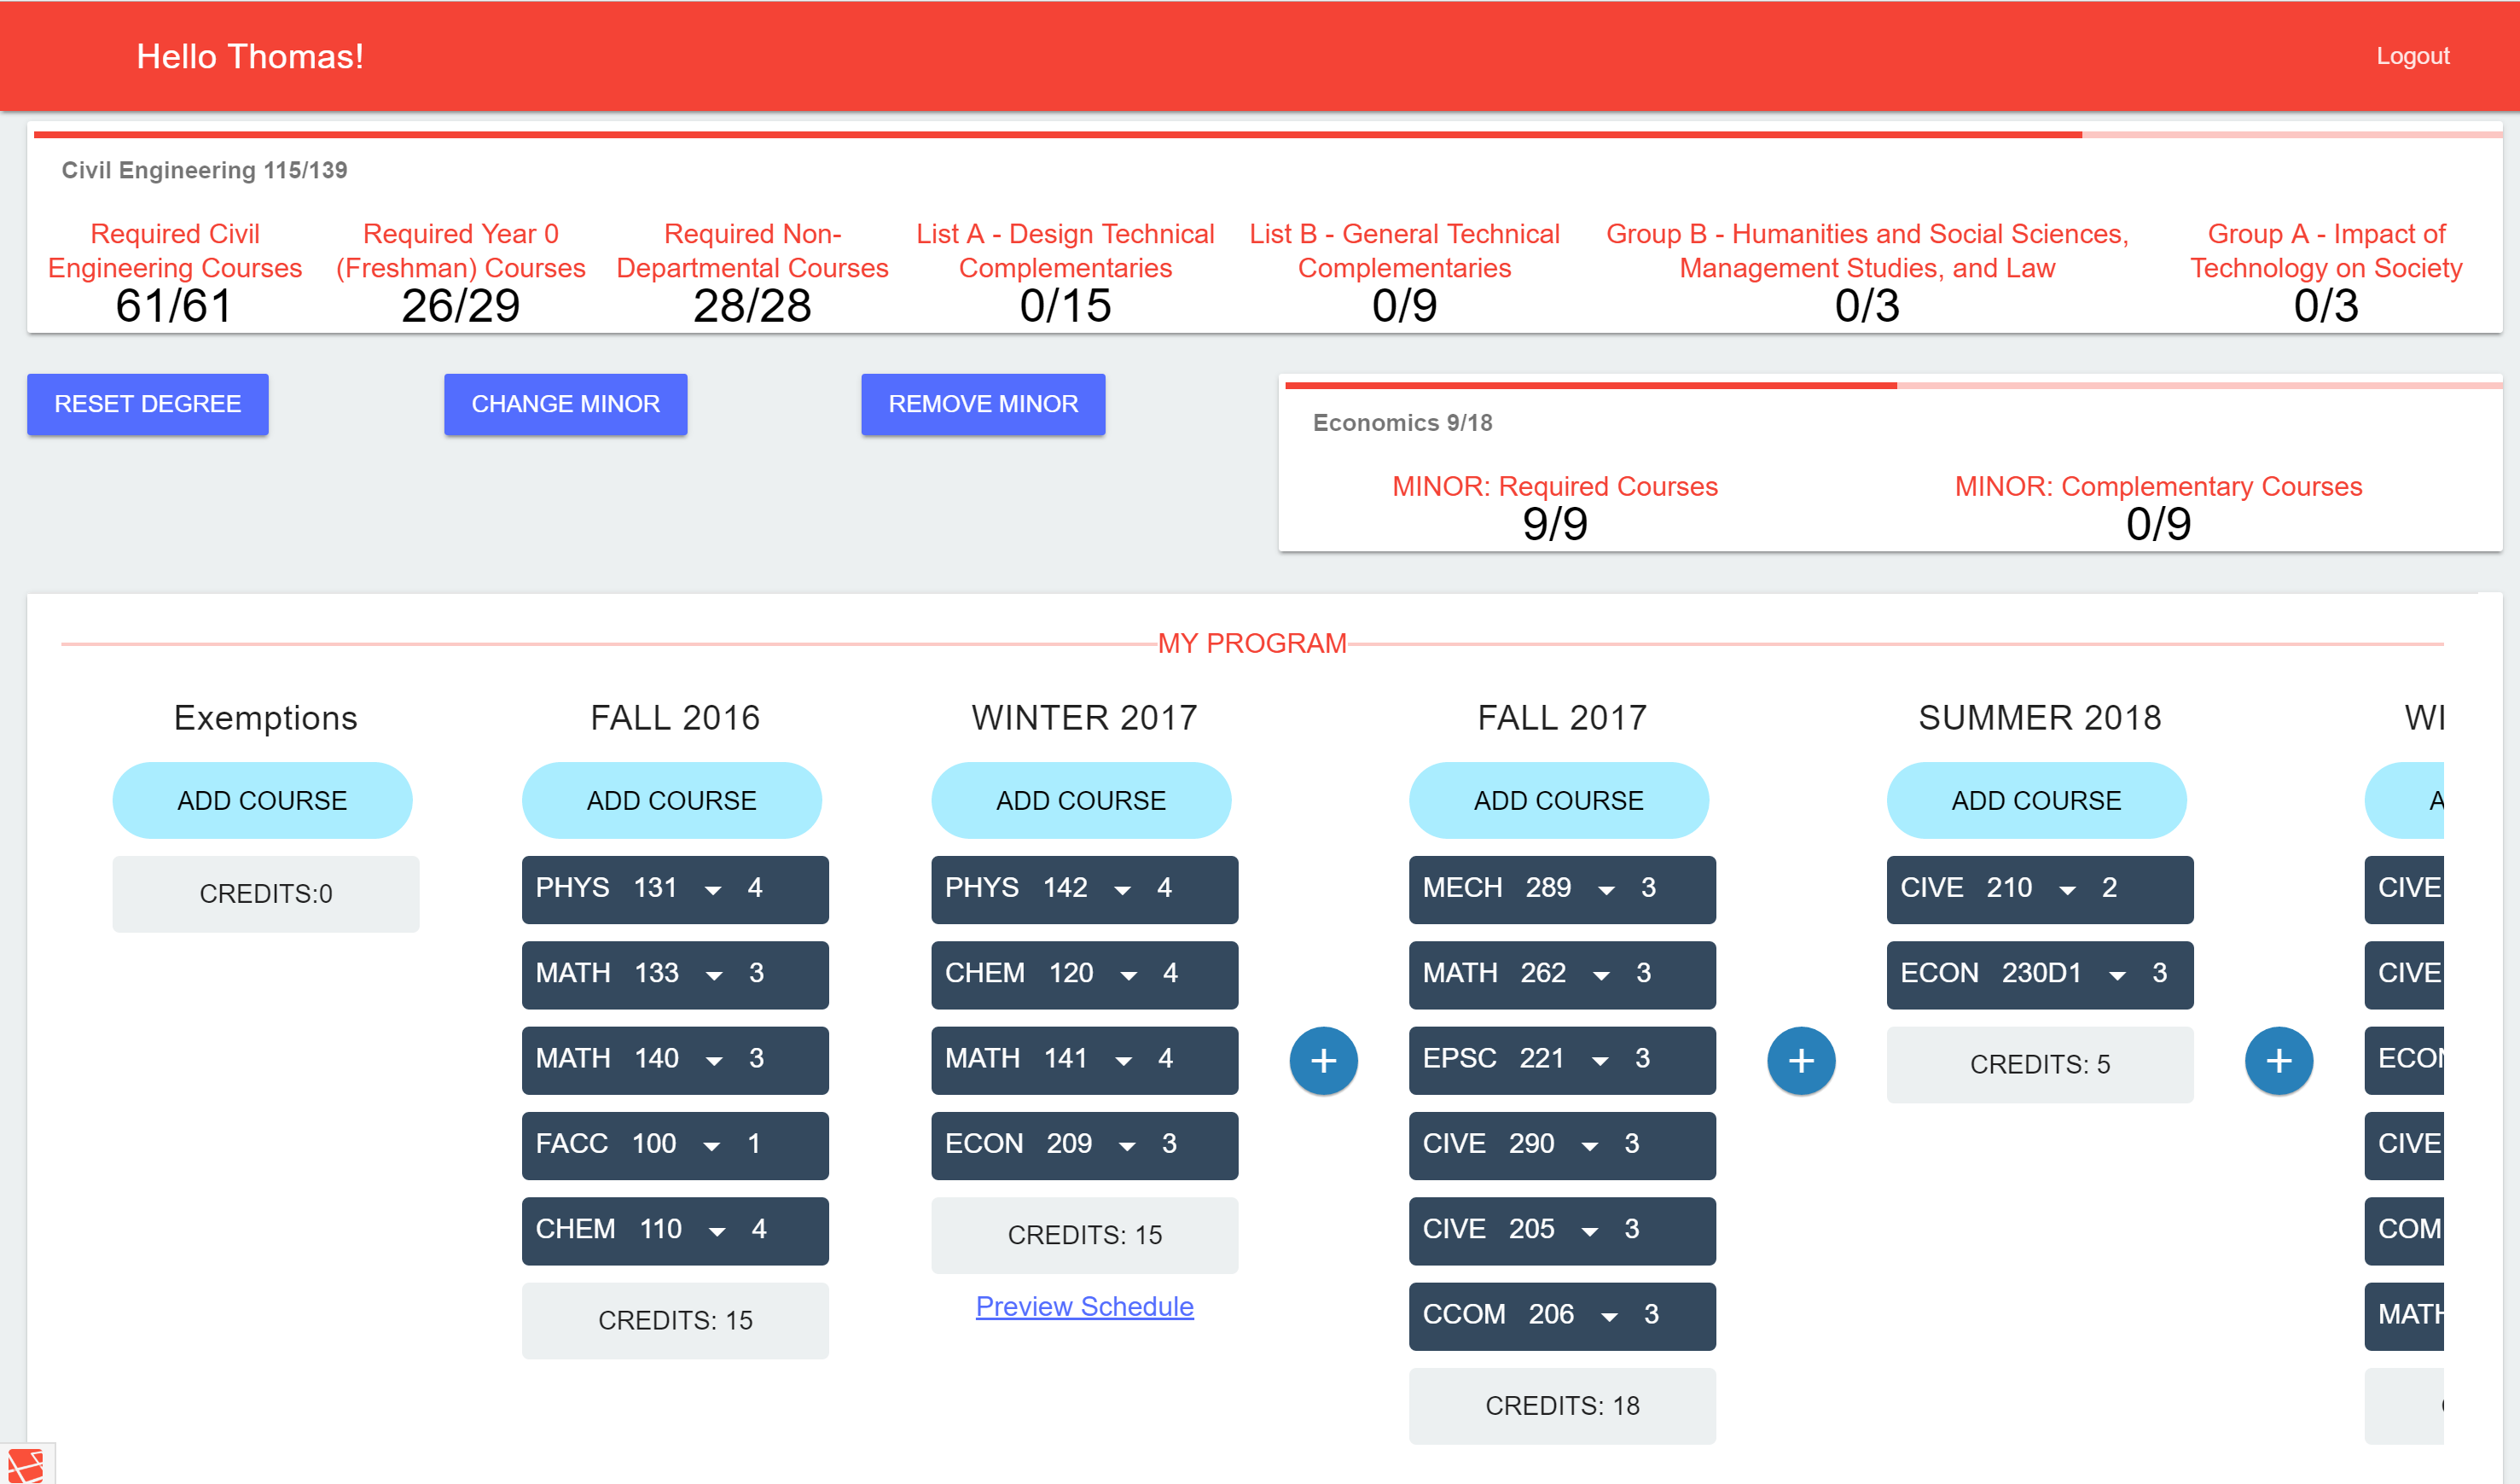 Hello Thomas!
Logout
Civil Engineering 115/139
Required Civil
Engineering Courses
61/61
Required Year 0
(Freshman) Courses
26/29
Required Non-
Departmental Courses
28/28
List A - Design Technical
Complementaries
0/15
List B - General Technical
Complementaries
0/9
Group B - Humanities and Social Sciences,
Management Studies, and Law
0/3
Group A - Impact of
Technology on Society
0/3
RESET DEGREE
CHANGE MINOR
REMOVE MINOR
Economics 9/18
MINOR: Required Courses
9/9
MINOR: Complementary Courses
0/9
MY PROGRAM
Exemptions
ADD COURSE
CREDITS:0
FALL 2016
ADD COURSE
PHYS 131 4
MATH 133 3
MATH 140 3
FACC 100 1
CHEM 110 4
CREDITS: 15
WINTER 2017
ADD COURSE
PHYS 142 4
CHEM 120 4
MATH 141 4
ECON 209 3
CREDITS: 15
Preview Schedule
FALL 2017
ADD COURSE
MECH 289 3
MATH 262 3
EPSC 221 3
CIVE 290 3
CIVE 205 3
CCOM 206 3
CREDITS: 18
SUMMER 2018
ADD COURSE
CIVE 210 2
ECON 230D1 3
CREDITS: 5
WI
A
CIVE
CIVE
ECON
CIVE
COM
MATH